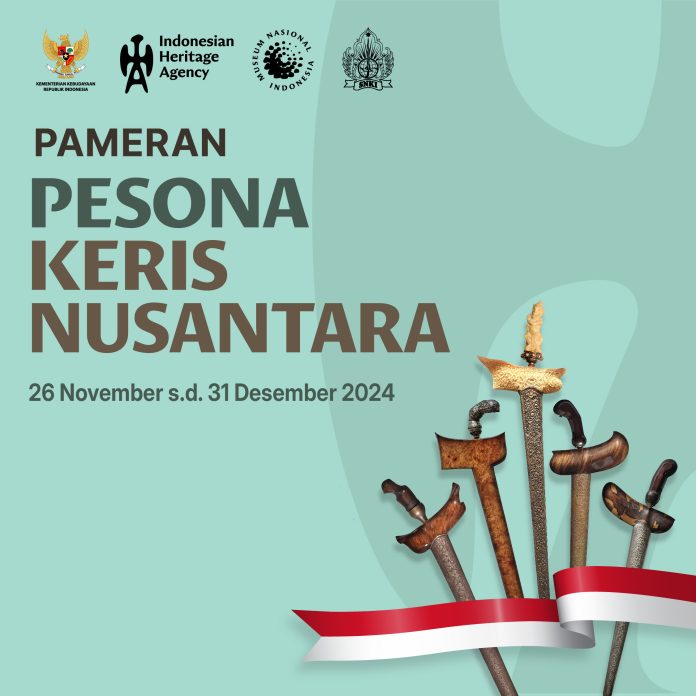 KEMENTERIAN KEBUDAYAAN
REPUBLIK INDONESIA
Indonesian
Heritage
Agency
MUSEUM NASIONAL
INDONESIA
SNKI
PAMERAN
PESONA
KERIS
NUSANTARA
26 November s.d. 31 Desember 2024